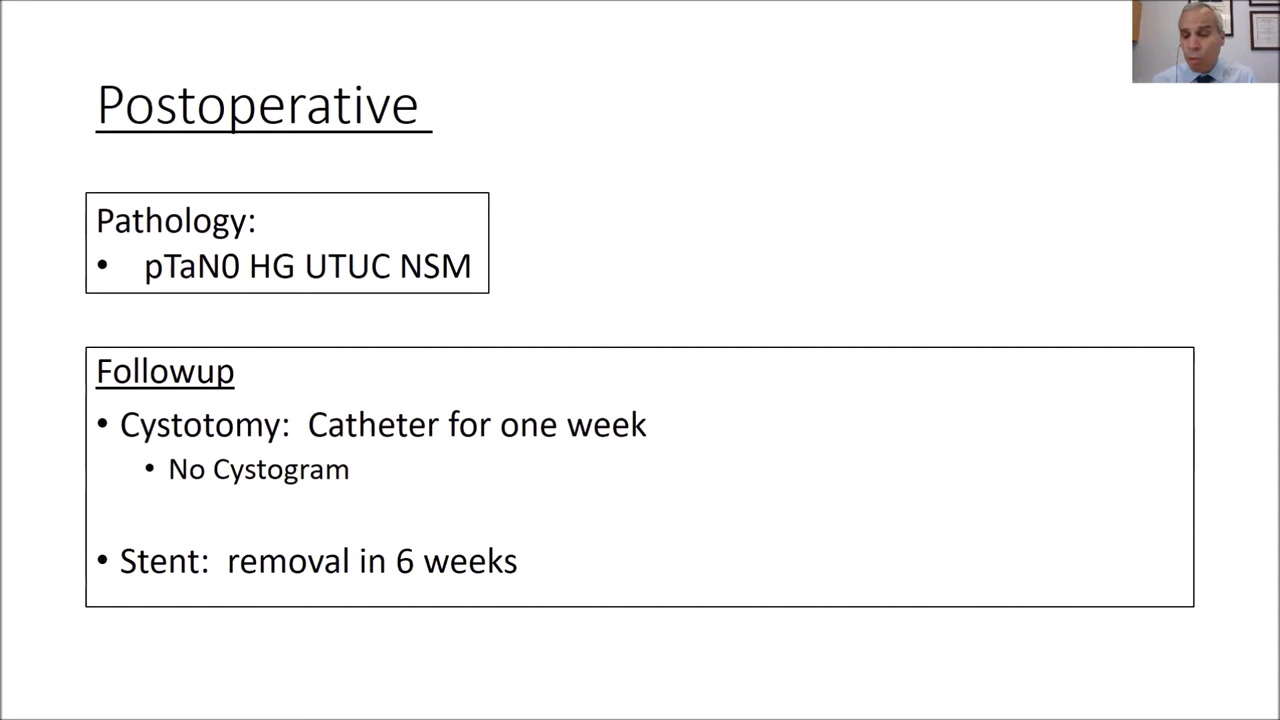 Postoperative
Pathology:
• pTaN0 HG UTUC NSM
Followup
• Cystotomy: Catheter for one week
• No Cystogram
• Stent: removal in 6 weeks